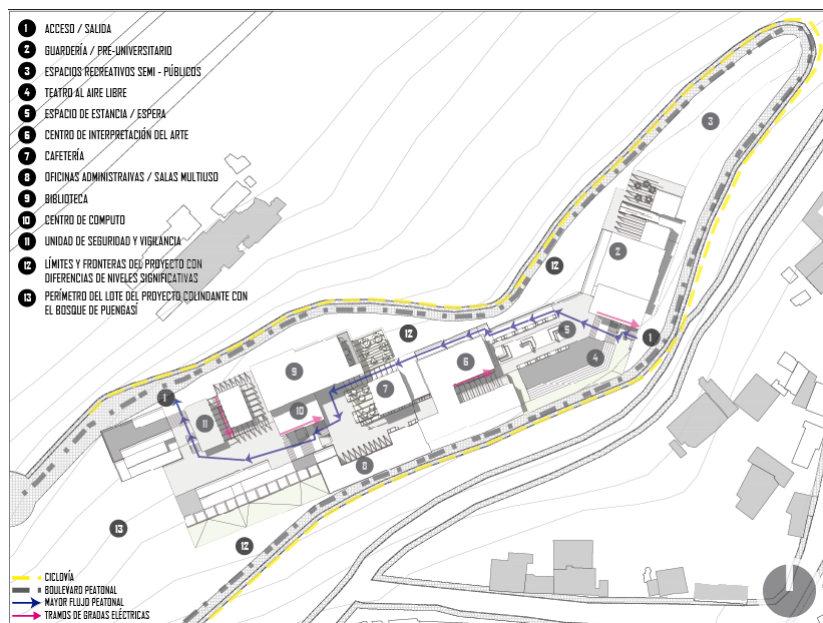 1 ACCESO / SALIDA
2 GUARDERÍA / PRE-UNIVERSITARIO
3 ESPACIOS RECREATIVOS SEMI - PÚBLICOS
4 TEATRO AL AIRE LIBRE
5 ESPACIO DE ESTANCIA / ESPERA
6 CENTRO DE INTERPRETACIÓN DEL ARTE
7 CAFETERÍA
8 OFICINAS ADMINISTRAIVAS / SALAS MULTIUSO
9 BIBLIOTECA
10 CENTRO DE COMPUTO
11 UNIDAD DE SEGURIDAD Y VIGILANCIA
12 LÍMITES Y FRONTERAS DEL PROYECTO CON
DIFERENCIAS DE NIVELES SIGNIFICATIVAS
13 PERÍMETRO DEL LOTE DEL PROYECTO COLINDANTE CON
EL BOSQUE DE PUENGASÍ
3
2
12
1
5
12
4
6
9
7
1
10
11
8
13
12
CICLOVÍA
BOULEVARD PEATONAL
MAYOR FLUJO PEATONAL
TRAMOS DE GRADAS ELÉCTRICAS